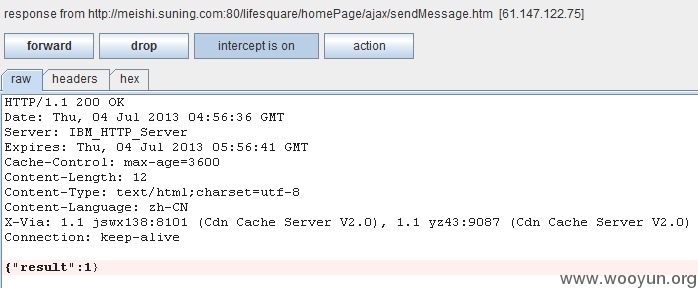 response from http://meishi.suning.com:80/lifesquare/homePage/ajax/sendMessage.htm [61.147.122.75]
forward drop intercept is on action
raw headers hex
HTTP/1.1 200 OK
Date: Thu, 04 Jul 2013 04:56:36 GMT
Server: IBM_HTTP_Server
Expires: Thu, 04 Jul 2013 05:56:41 GMT
Cache-Control: max-age=3600
Content-Length: 12
Content-Type: text/html;charset=utf-8
Content-Language: zh-CN
X-Via: 1.1 jswx138:8101 (Cdn Cache Server V2.0), 1.1 yz43:9087 (Cdn Cache Server V2.0)
Connection: keep-alive
{"result":1}
www.wooyun.org